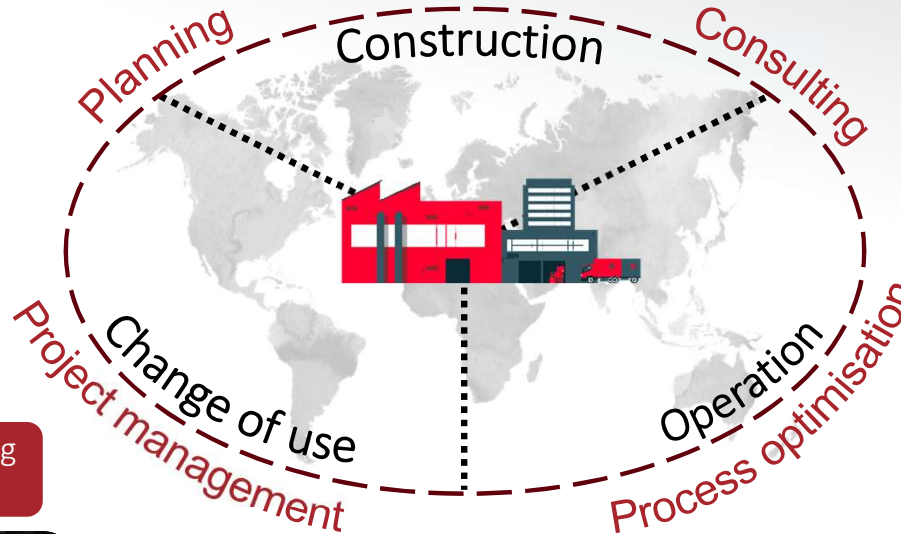 Planning
Construction
Consulting
Change of use
Project management
Operation
Process optimisation
g